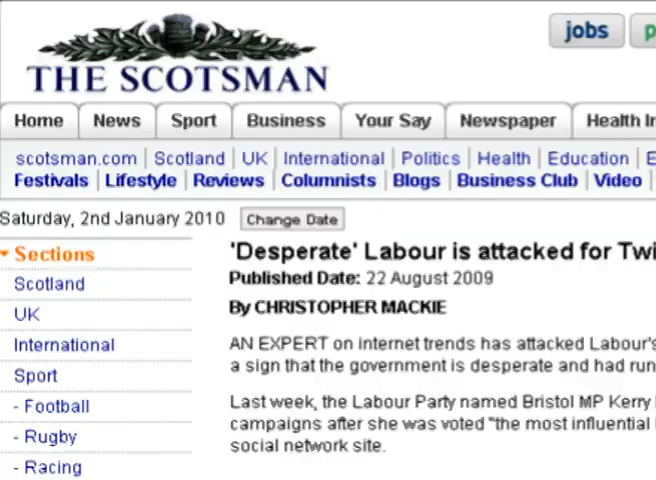 jobs
THE SCOTSMAN
Home News Sport Business Your Say Newspaper Health
scotsman.com Scotland UK International Politics Health Education
Festivals Lifestyle Reviews Columnists Blogs Business Club Video
Saturday, 2nd January 2010 Change Date
Sections
Scotland
UK
International
Sport
- Football
- Rugby
- Racing
'Desperate' Labour is attacked for
Published Date: 22 August 2009
By CHRISTOPHER MACKIE
AN EXPERT on internet trends has attacked Labour's
a sign that the government is desperate and had run
Last week, the Labour Party named Bristol MP Kerry
campaigns after she was voted "the most influential
social network site.